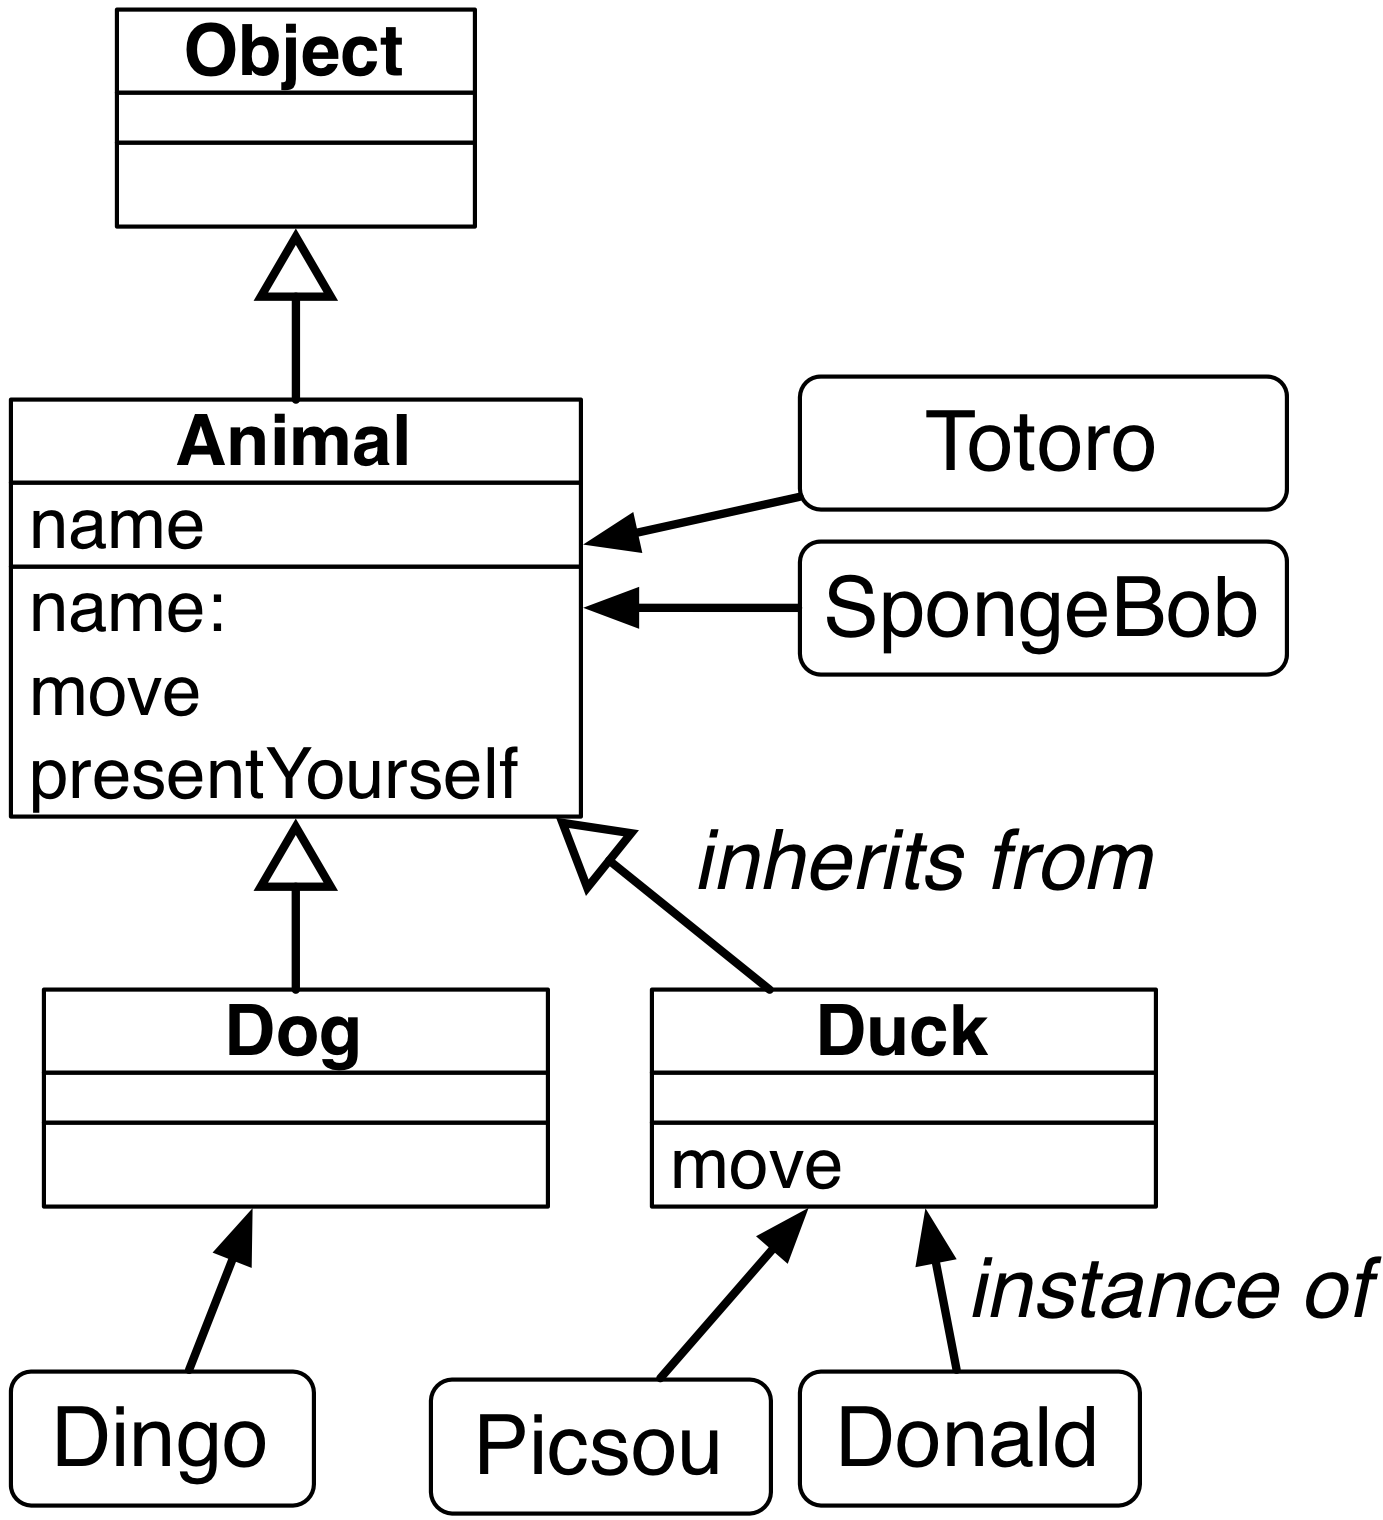 Object
Animal
name
name:
move
presentYourself
Totoro
SpongeBob
inherits from
Dog
Duck
move
instance of
Dingo
Picsou
Donald